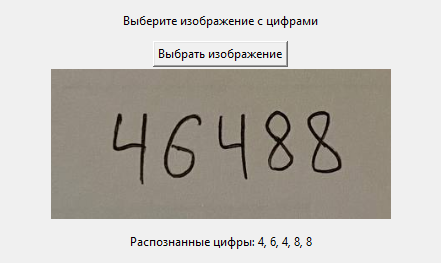 Выберите изображение с цифрами
Выбрать изображение
46488
Распознанные цифры: 4, 6, 4, 8, 8